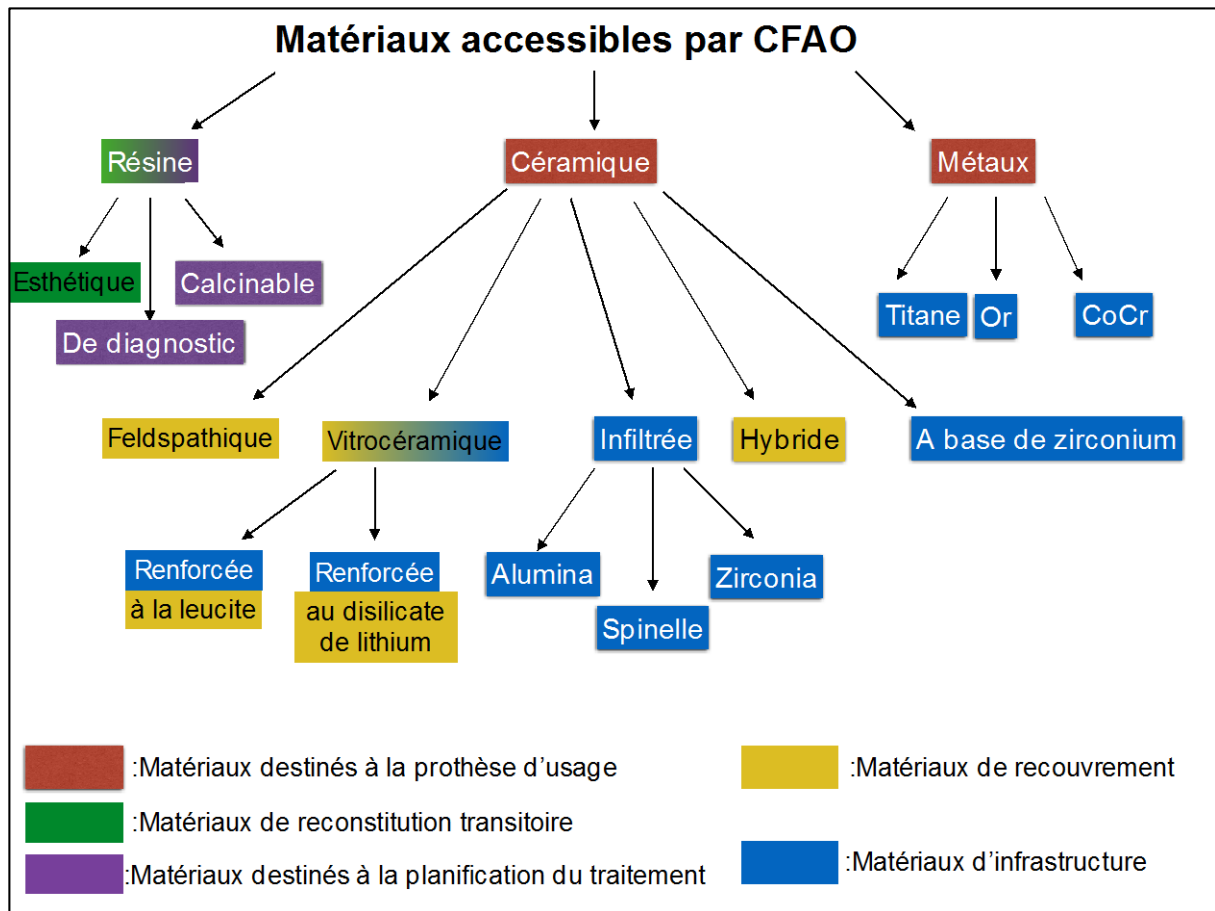 Matériaux accessibles par CFAO
Résine
Céramique
Métaux
Esthétique
Calcinable
De diagnostic
Titane
Or
CoCr
Feldspathique
Vitrocéramique
Infiltrée
Hybride
A base de zirconium
Renforcée
à la leucite
Renforcée
au disilicate
de lithium
Alumina
Spinelle
Zirconia
:Matériaux destinés à la prothèse d’usage
:Matériaux de reconstitution transitoire
:Matériaux destinés à la planification du traitement
:Matériaux de recouvrement
:Matériaux d’infrastructure